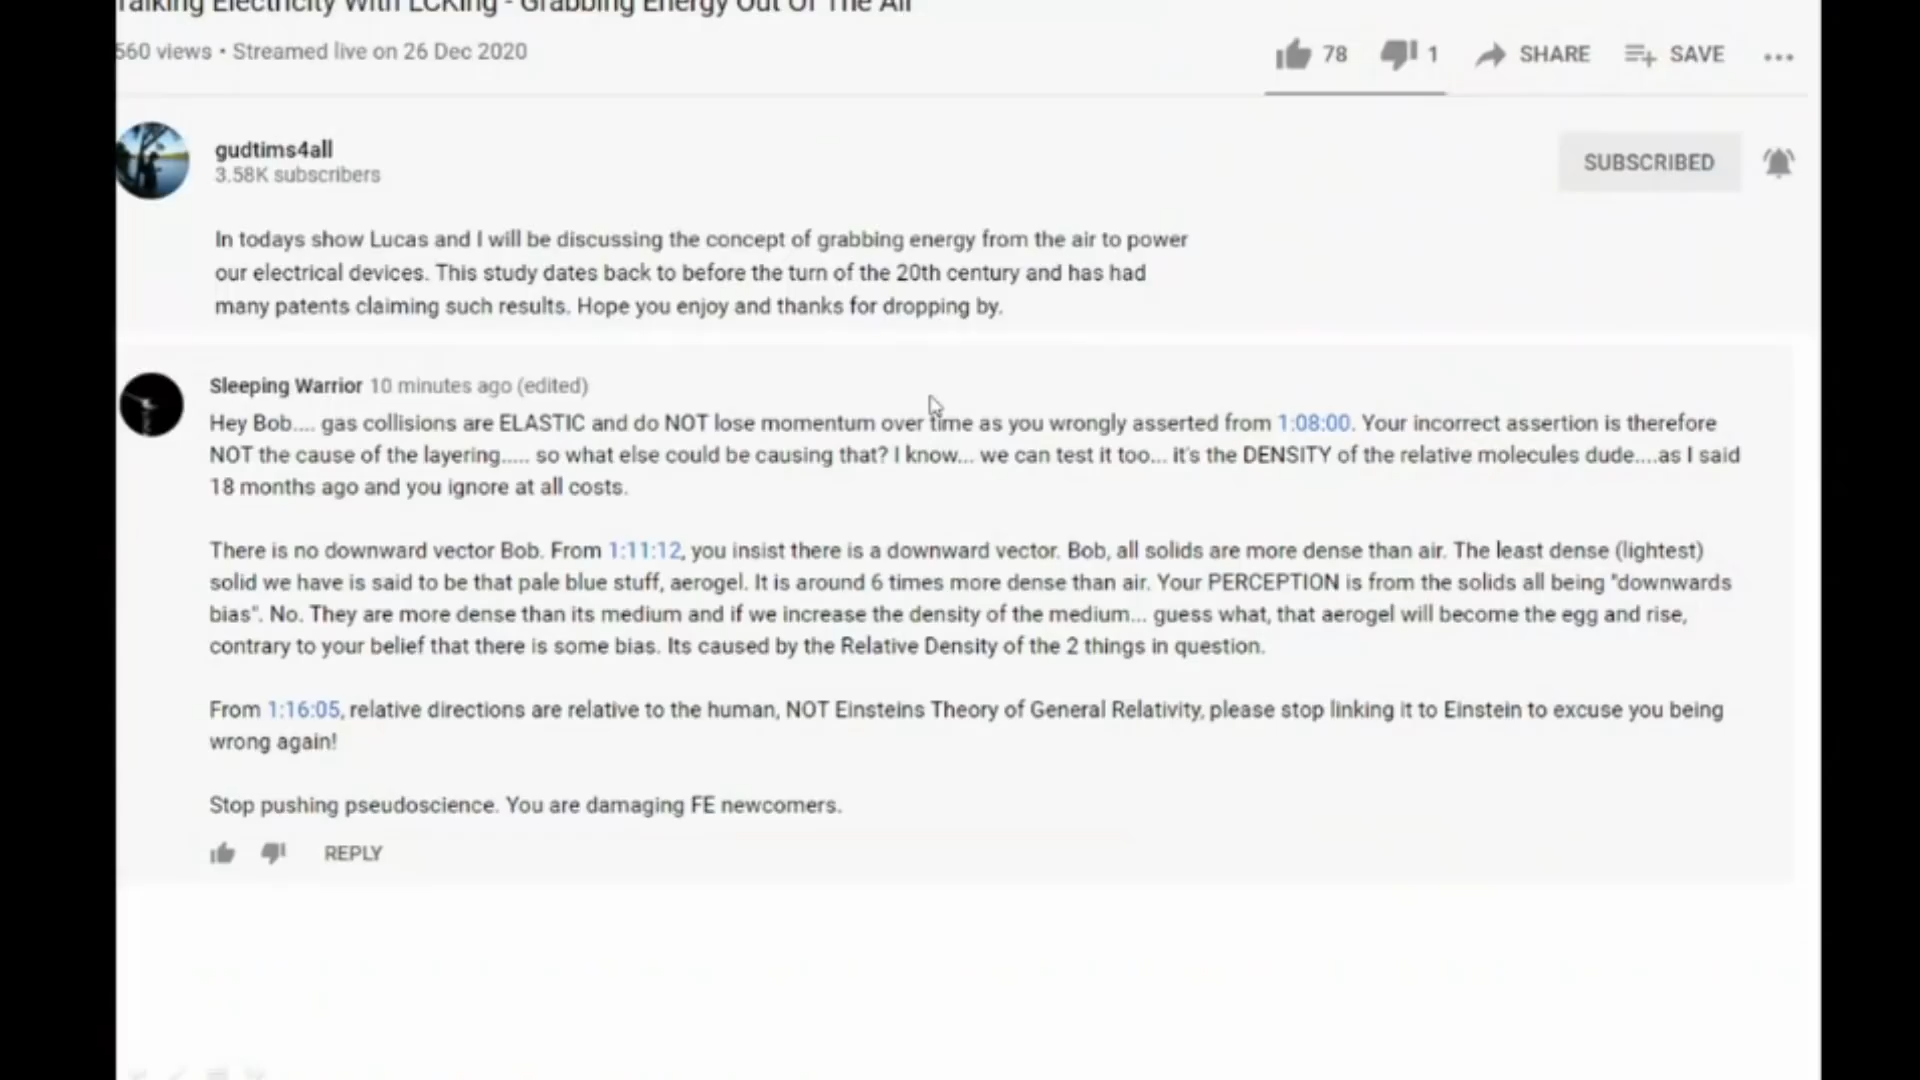 Talking Electricity With LCKing - Grabbing Energy Out Of The Air
560 views • Streamed live on 26 Dec 2020
78 1 SHARE SAVE ...
gudtims4all
3.58K subscribers
SUBSCRIBED
In todays show Lucas and I will be discussing the concept of grabbing energy from the air to power
our electrical devices. This study dates back to before the turn of the 20th century and has had
many patents claiming such results. Hope you enjoy and thanks for dropping by.
Sleeping Warrior 10 minutes ago (edited)
Hey Bob.... gas collisions are ELASTIC and do NOT lose momentum over time as you wrongly asserted from 1:08:00. Your incorrect assertion is therefore
NOT the cause of the layering..... so what else could be causing that? I know... we can test it too... it's the DENSITY of the relative molecules dude....as I said
18 months ago and you ignore at all costs.
There is no downward vector Bob. From 1:11:12, you insist there is a downward vector. Bob, all solids are more dense than air. The least dense (lightest)
solid we have is said to be that pale blue stuff, aerogel. It is around 6 times more dense than air. Your PERCEPTION is from the solids all being "downwards
bias". No. They are more dense than its medium and if we increase the density of the medium... guess what, that aerogel will become the egg and rise,
contrary to your belief that there is some bias. Its caused by the Relative Density of the 2 things in question.
From 1:16:05, relative directions are relative to the human, NOT Einsteins Theory of General Relativity, please stop linking it to Einstein to excuse you being
wrong again!
Stop pushing pseudoscience. You are damaging FE newcomers.
REPLY